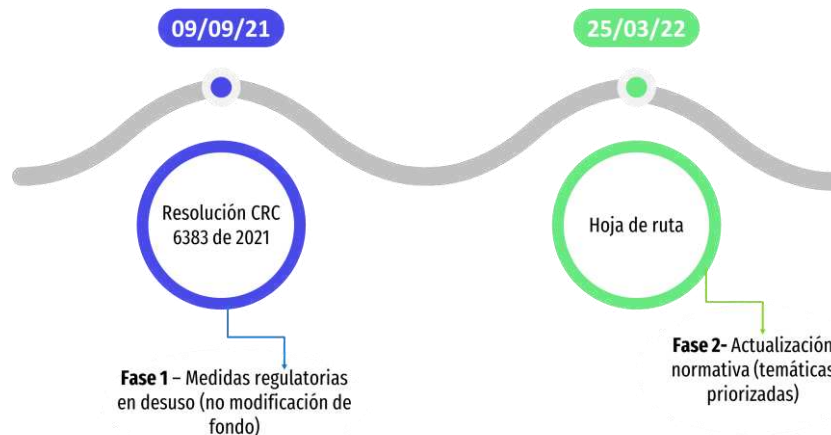 09/09/21
25/03/22
Resolución CRC
6383 de 2021
Hoja de ruta
Fase 1 – Medidas regulatorias
en desuso (no modificación de
fondo)
Fase 2- Actualización
normativa (temáticas
priorizadas)